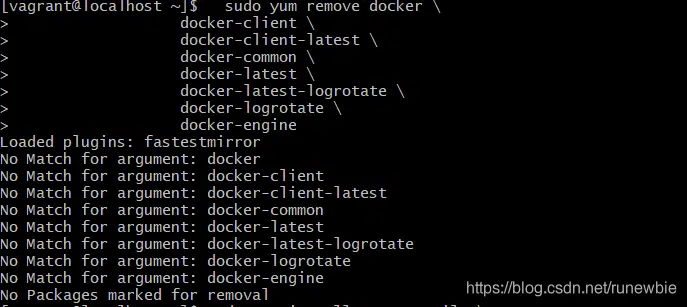 [vagrant@localhost ~]$   sudo yum remove docker \
>                  docker-client \
>                  docker-client-latest \
>                  docker-common \
>                  docker-latest \
>                  docker-latest-logrotate \
>                  docker-logrotate \
>                  docker-engine
Loaded plugins: fastestmirror
No Match for argument: docker
No Match for argument: docker-client
No Match for argument: docker-client-latest
No Match for argument: docker-common
No Match for argument: docker-latest
No Match for argument: docker-latest-logrotate
No Match for argument: docker-logrotate
No Match for argument: docker-engine
No Packages marked for removal
https://blog.csdn.net/runewbie